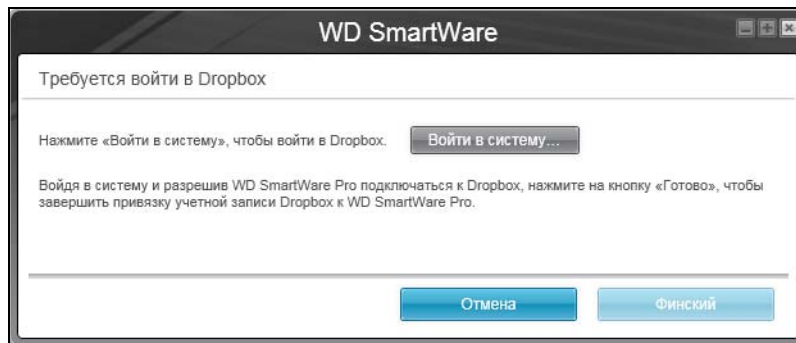 WD SmartWare
Требуется войти в Dropbox
Нажмите «Войти в систему», чтобы войти в Dropbox. Войти в систему...
Войдя в систему и разрешив WD SmartWare Pro подключаться к Dropbox, нажмите на кнопку «Готово», чтобы
завершить привязку учетной записи Dropbox к WD SmartWare Pro.
Отмена Финский